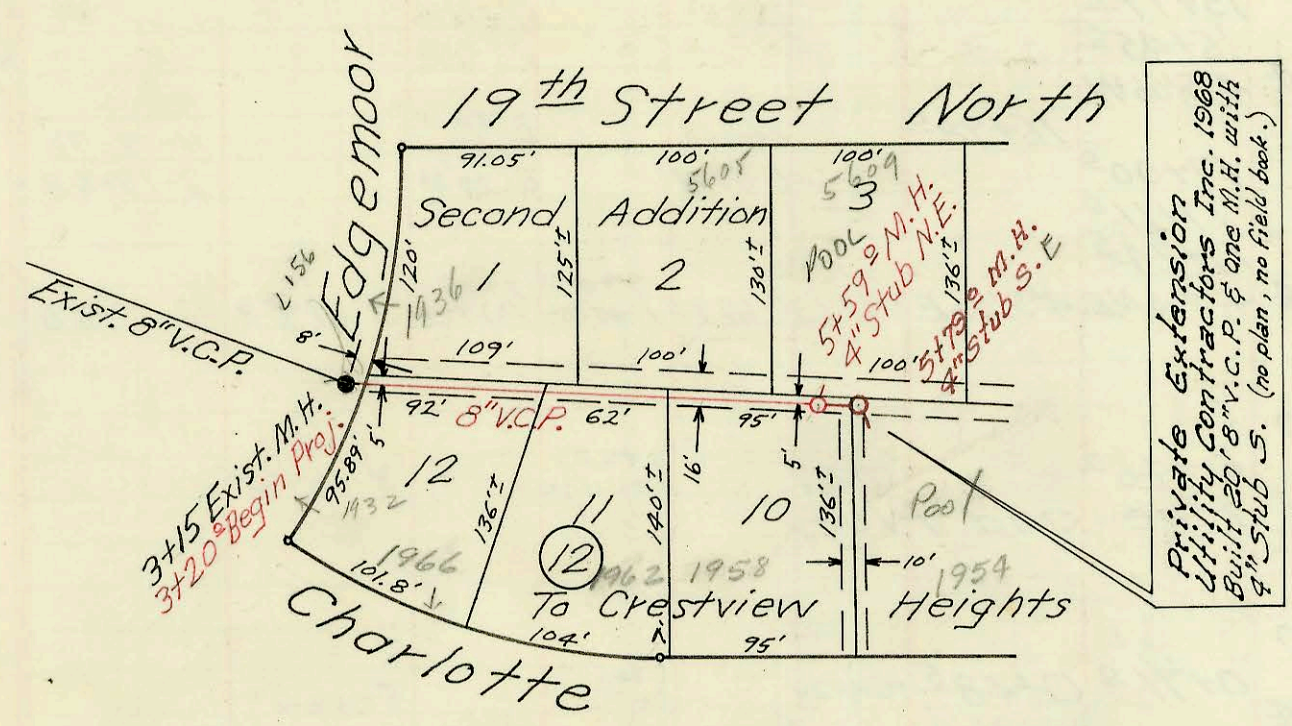 19th Street North
Edgemoor
91.05'
100'
100'
5605
5609
3
Second Addition
POOL
120'
125'±
130'±
136'±
1
2
L 156
1936
8'
Exist. 8" V.C.P.
109'
100'
100'
5+59⁰ M.H.
4" Stub N.E.
5+79⁰ M.H.
4" Stub S. E
92'
8" V.C.P.
62'
95'
5'
16'
5'
3+15 Exist. M.H.
3+20⁰ Begin Proj.
95.89'
1932
12
136'±
11
140'±
10
136'±
Pool
10'
12
1966
1962
1958
1954
101.8'
To Crestview Heights
104'
7'
95'
Charlotte
Private Extension
Utility Contractors Inc. 1968
Built 20' 8" V.C.P. & one M.H. with
4" Stub S. (no plan, no field book.)